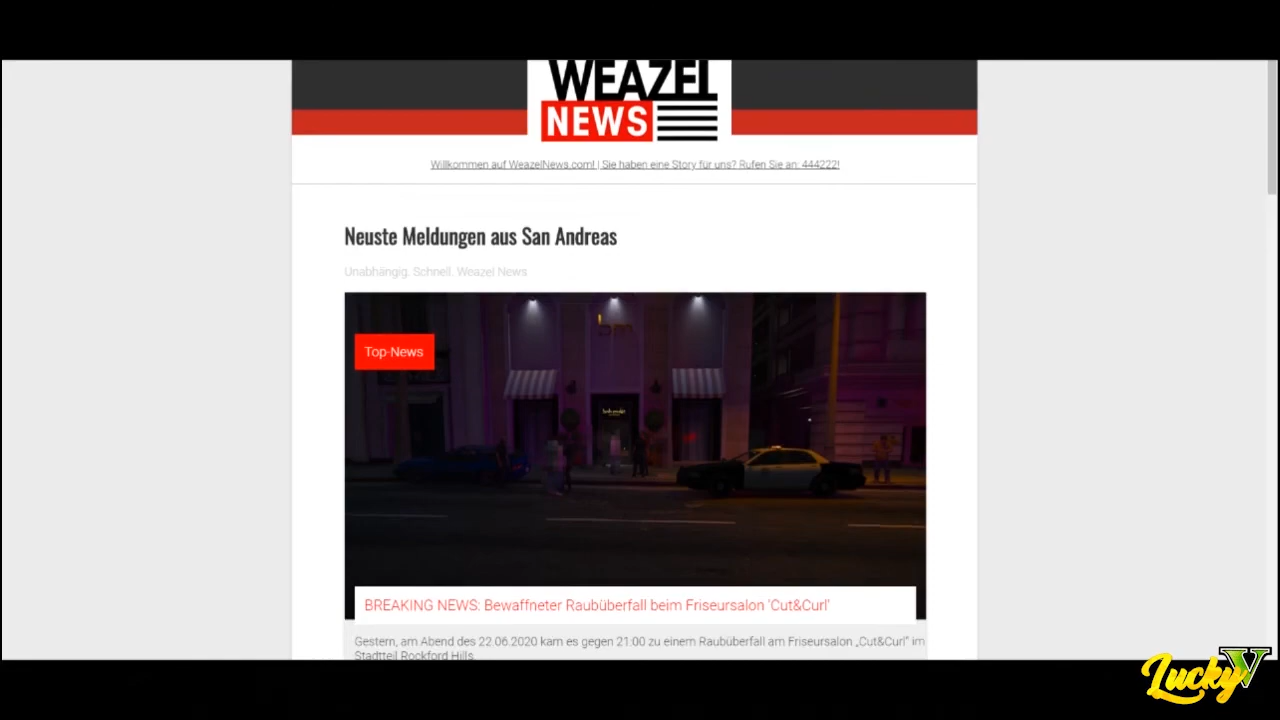 WEAZEL
NEWS
Willkommen auf WeazelNews.com! | Sie haben eine Story für uns? Rufen Sie an: 444222!
Neuste Meldungen aus San Andreas
Unabhängig. Schnell. Weazel News
Top-News
BREAKING NEWS: Bewaffneter Raubüberfall beim Friseursalon 'Cut&Curl'
Gestern, am Abend des 22.06.2020 kam es gegen 21:00 zu einem Raubüberfall am Friseursalon „Cut&Curl" im
Stadtteil Rockford Hills.
LuckyV